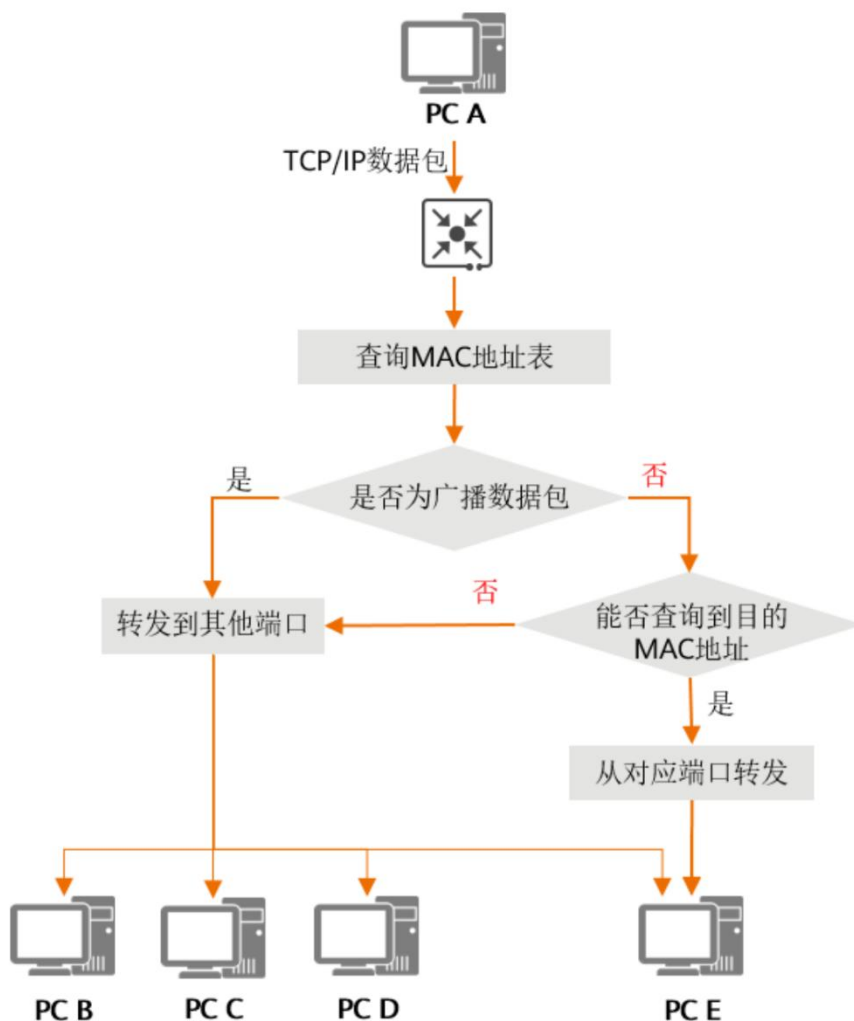 PC A
TCP/IP数据包
查询MAC地址表
是
否
是否为广播数据包
否
转发到其他端口
能否查询到目的
MAC地址
是
从对应端口转发
PC B
PC C
PC D
PC E